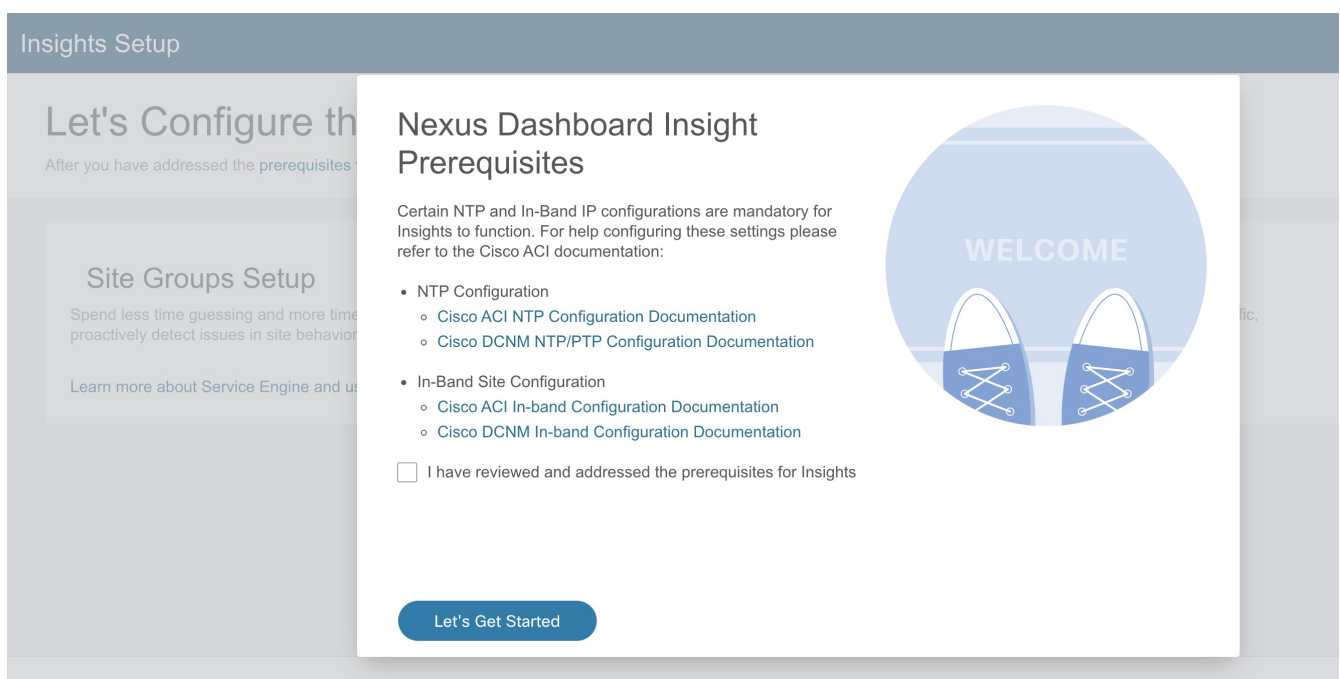 Insights Setup
Let's Configure th
After you have addressed the prerequisites
Site Groups Setup
Spend less time guessing and more time
proactively detect issues in site behavior
Learn more about Service Engine and us
fic,
Nexus Dashboard Insight
Prerequisites
Certain NTP and In-Band IP configurations are mandatory for
Insights to function. For help configuring these settings please
refer to the Cisco ACI documentation:
• NTP Configuration
◦ Cisco ACI NTP Configuration Documentation
◦ Cisco DCNM NTP/PTP Configuration Documentation
• In-Band Site Configuration
◦ Cisco ACI In-band Configuration Documentation
◦ Cisco DCNM In-band Configuration Documentation
I have reviewed and addressed the prerequisites for Insights
Let's Get Started
WELCOME